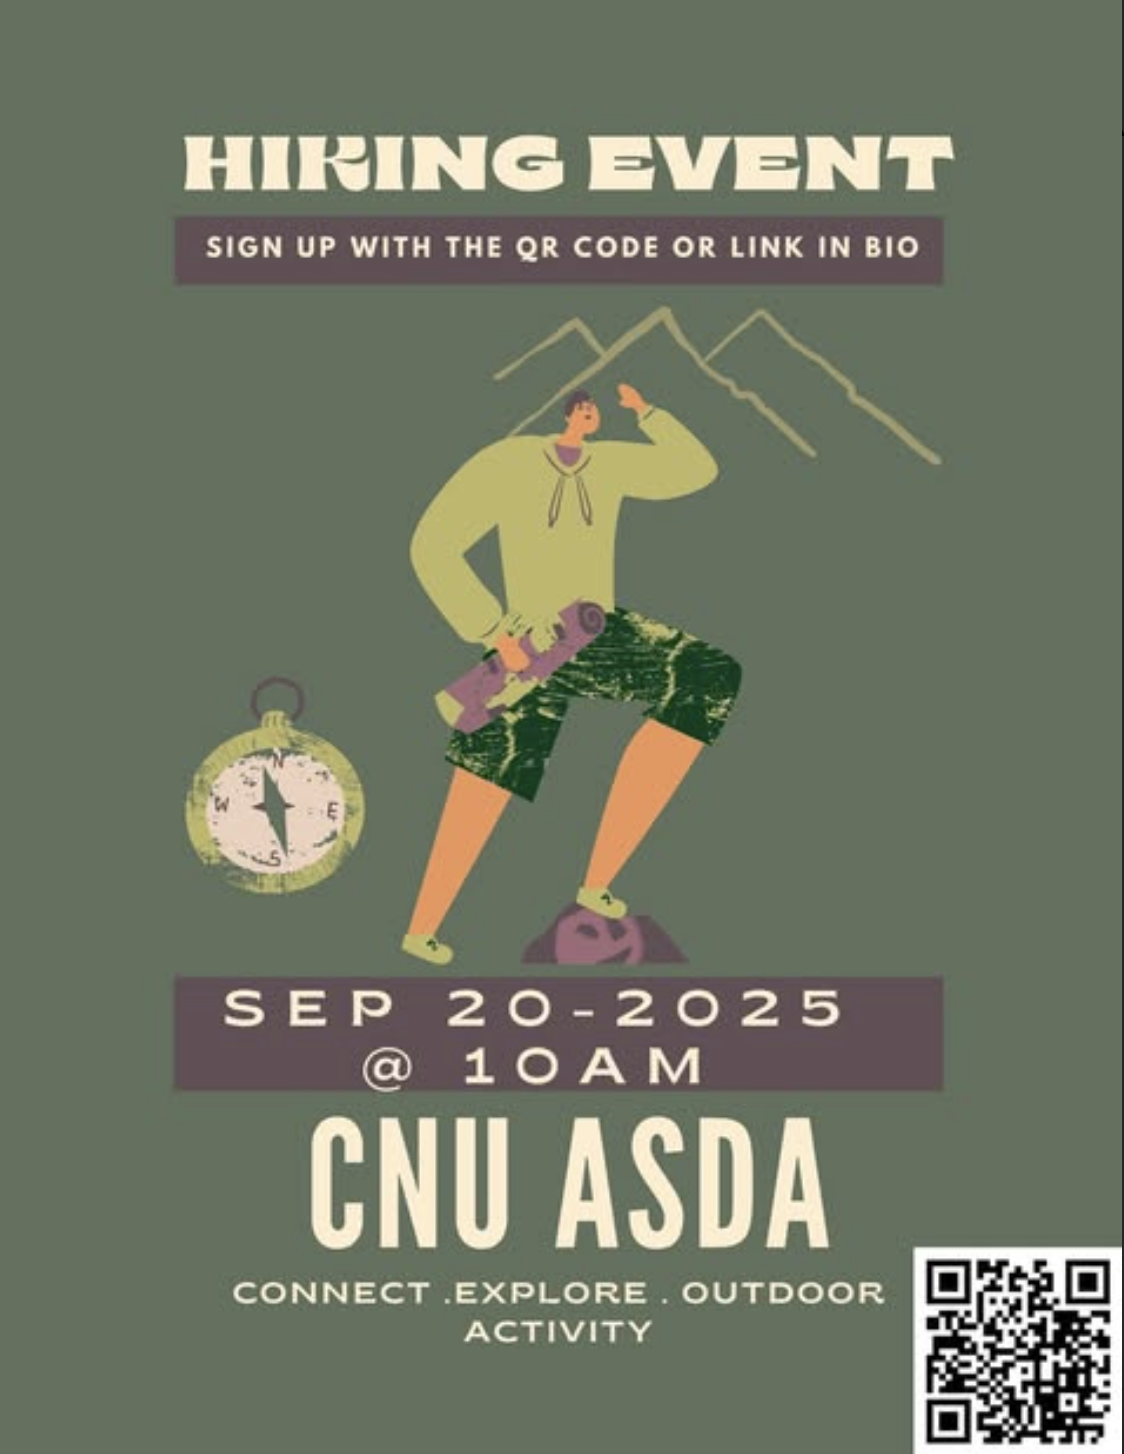 HIKING EVENT
SIGN UP WITH THE QR CODE OR LINK IN BIO
N
W E
S
SEP 20-2025
@ 10AM
CNU ASDA
CONNECT .EXPLORE . OUTDOOR
ACTIVITY